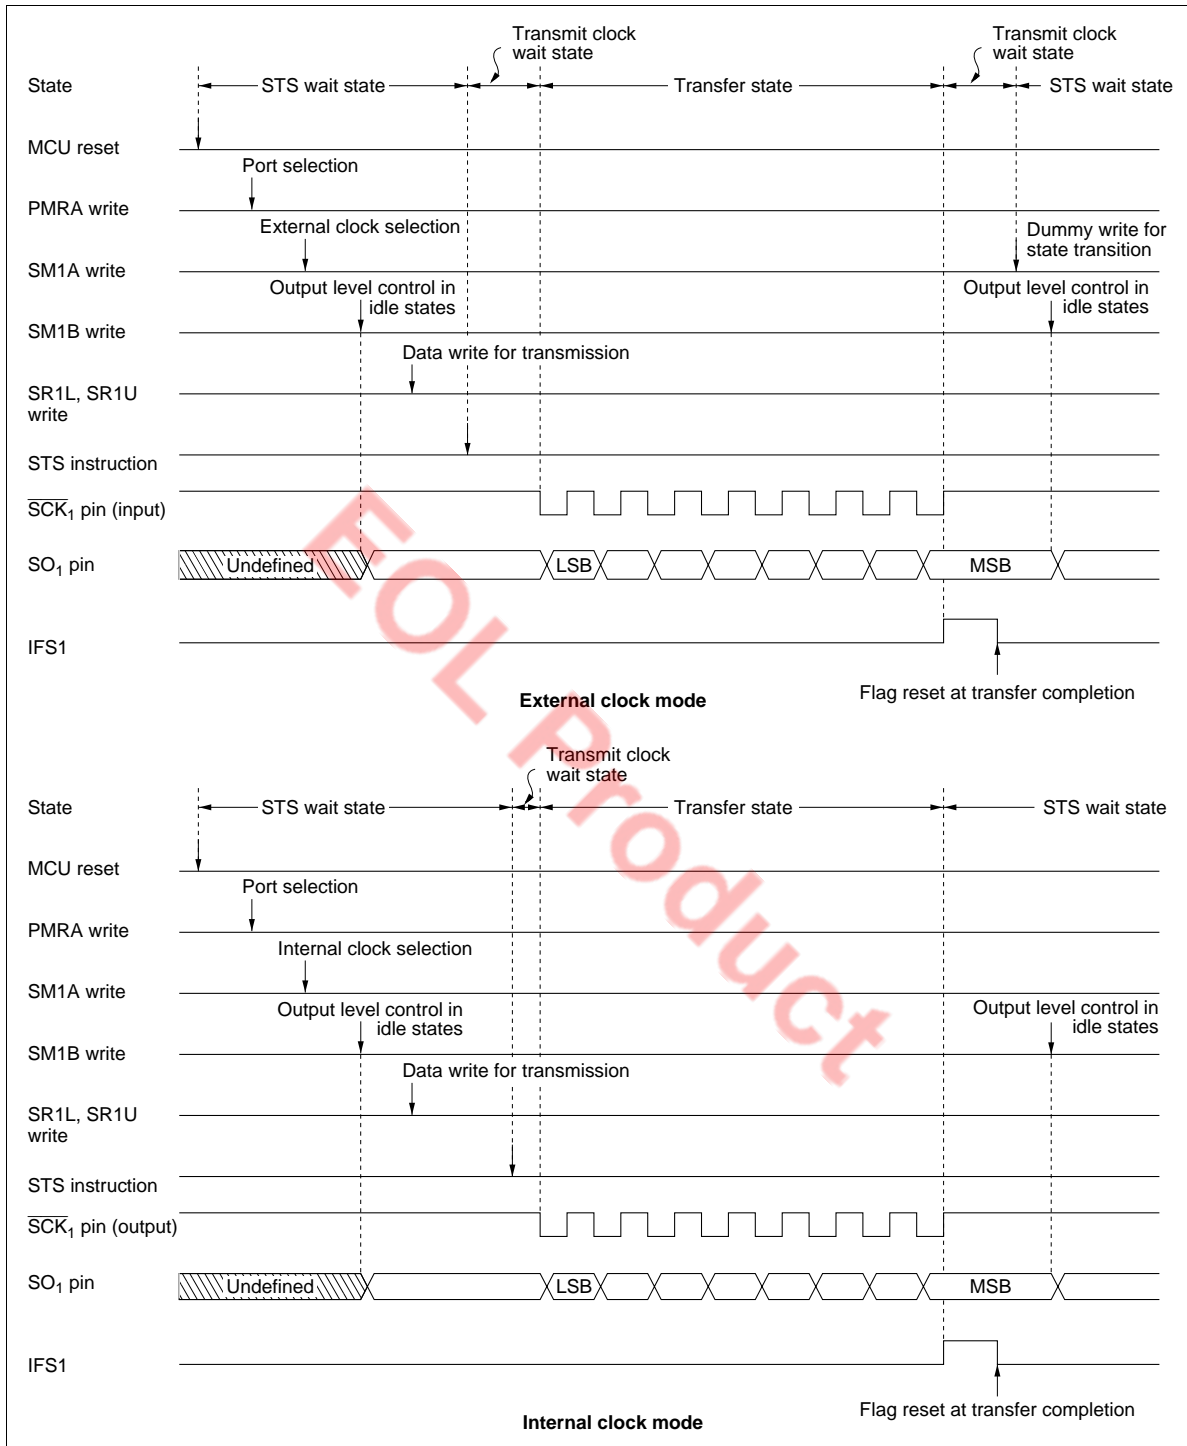 Transmit clock
wait state
Transmit clock
wait state
State
STS wait state
Transfer state
STS wait state
MCU reset
Port selection
PMRA write
External clock selection
Dummy write for
state transition
SM1A write
Output level control in
idle states
Output level control in
idle states
SM1B write
Data write for transmission
SR1L, SR1U
write
STS instruction
SCK1 pin (input)
SO1 pin
Undefined
LSB
MSB
IFS1
Flag reset at transfer completion
External clock mode
Transmit clock
wait state
State
STS wait state
Transfer state
STS wait state
MCU reset
Port selection
PMRA write
Internal clock selection
SM1A write
Output level control in
idle states
Output level control in
idle states
SM1B write
Data write for transmission
SR1L, SR1U
write
STS instruction
SCK1 pin (output)
SO1 pin
Undefined
LSB
MSB
IFS1
Flag reset at transfer completion
Internal clock mode
EOL Product